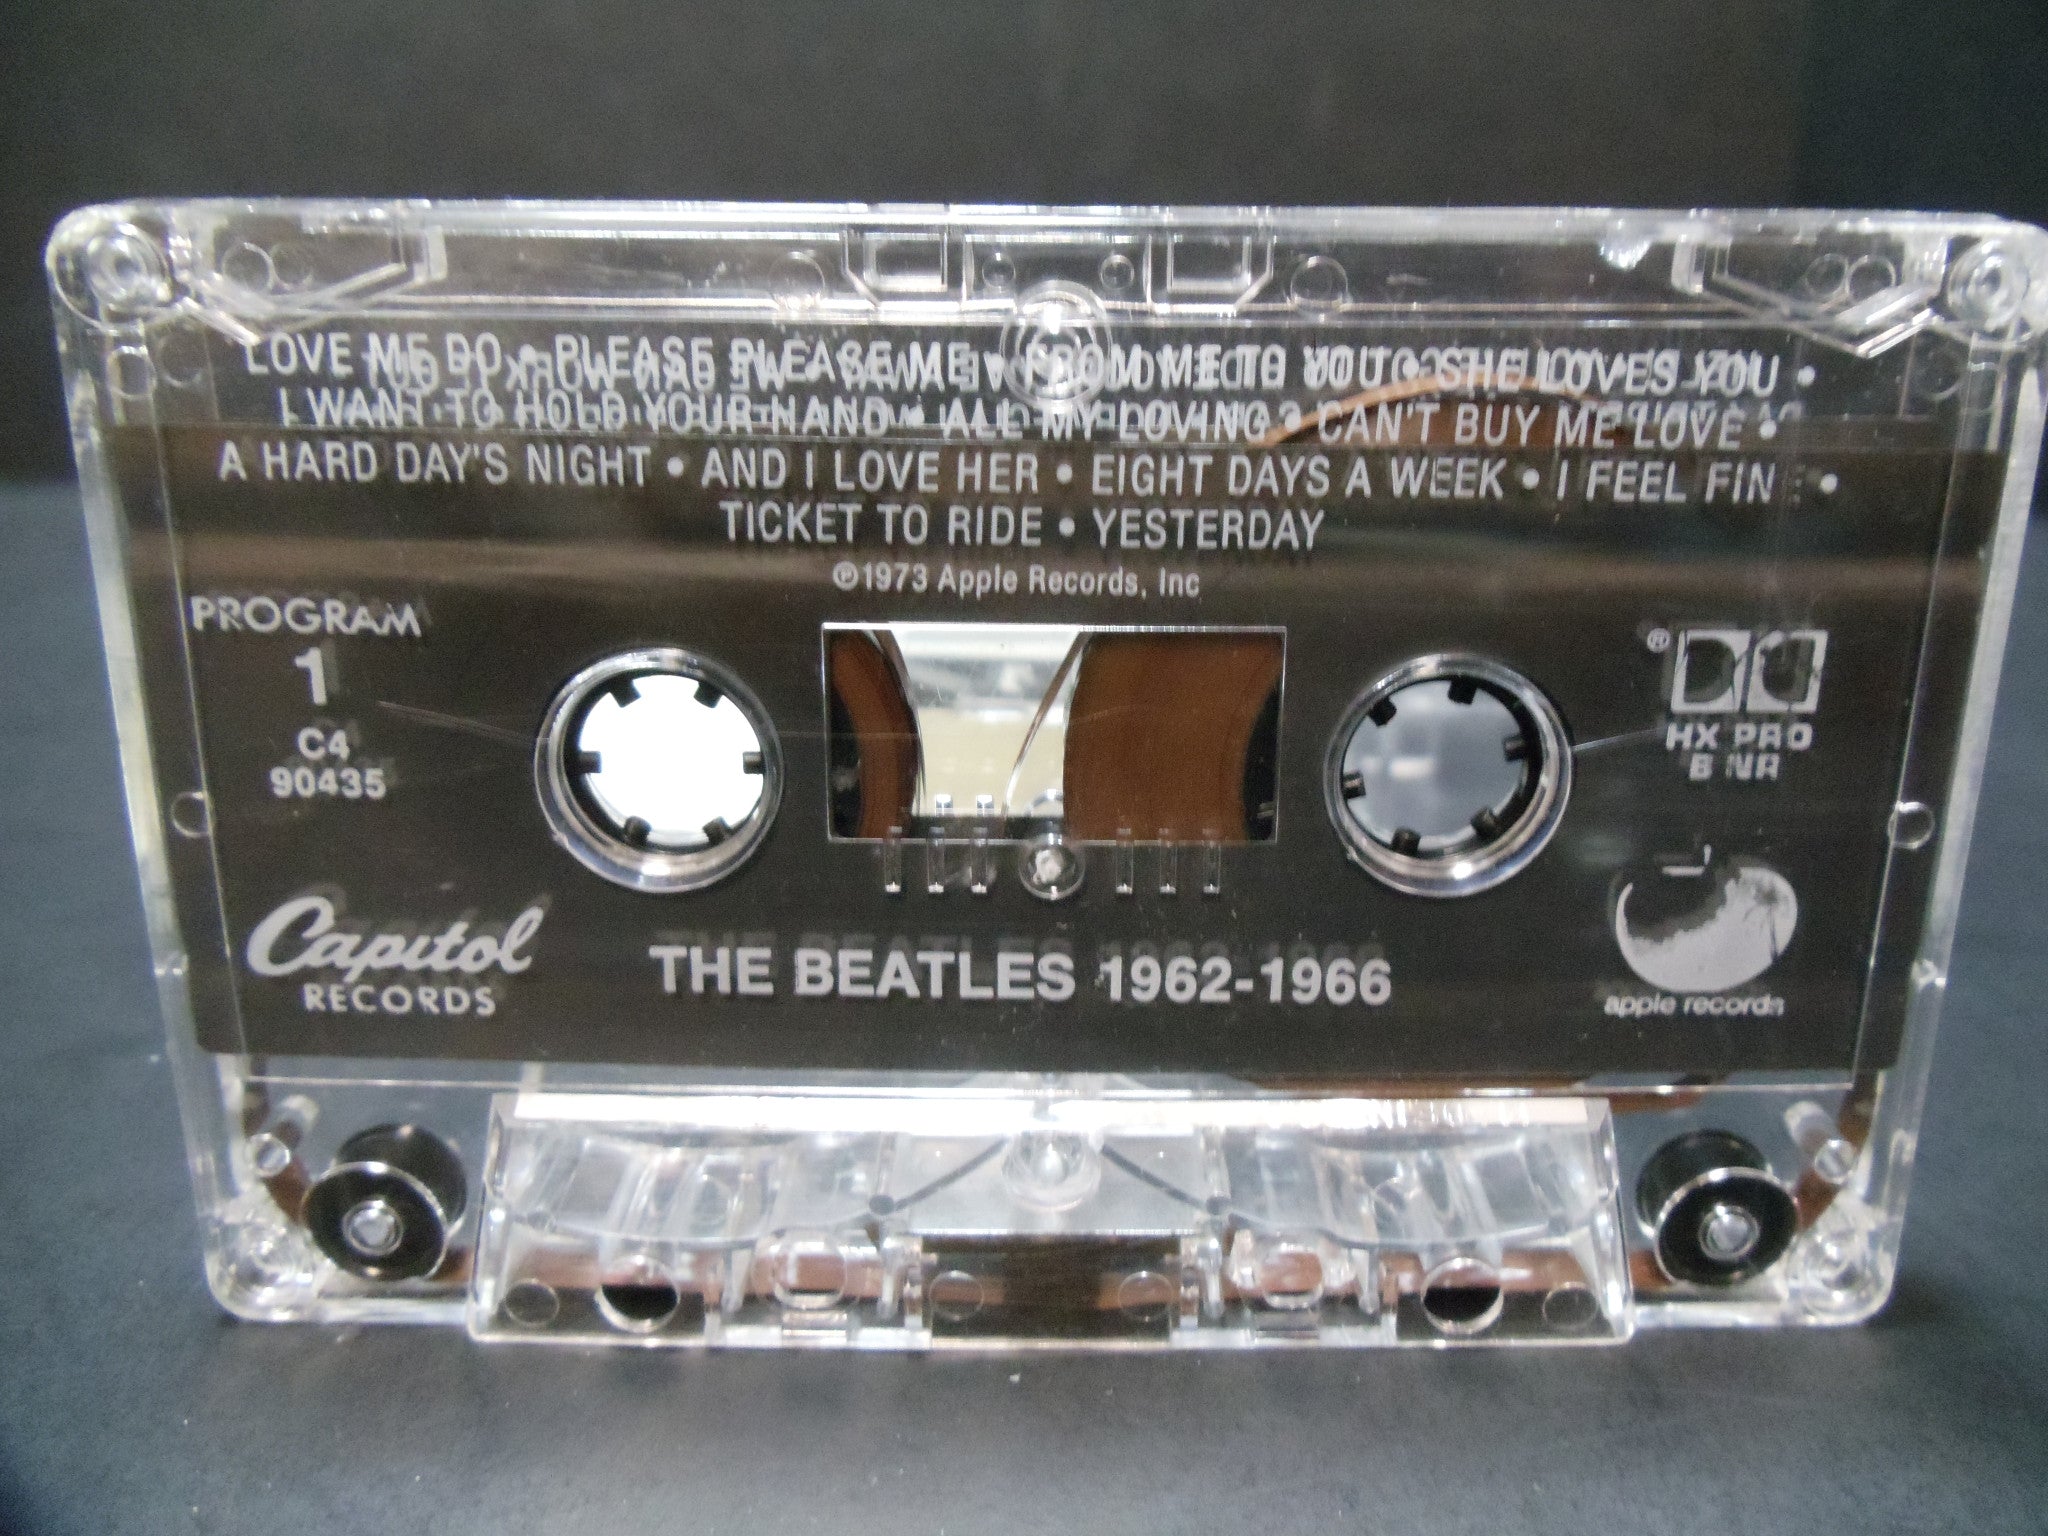 LOVE ME DO • PLEASE PLEASE ME • FROM ME TO YOU • SHE LOVES YOU •
I WANT TO HOLD YOUR HAND • ALL MY LOVING • CAN'T BUY ME LOVE •
A HARD DAY'S NIGHT • AND I LOVE HER • EIGHT DAYS A WEEK • I FEEL FINE •
TICKET TO RIDE • YESTERDAY
℗1973 Apple Records, Inc
PROGRAM
1
C4
90435
®
HX PRO
B NR
Capitol
RECORDS
THE BEATLES 1962-1966
apple records